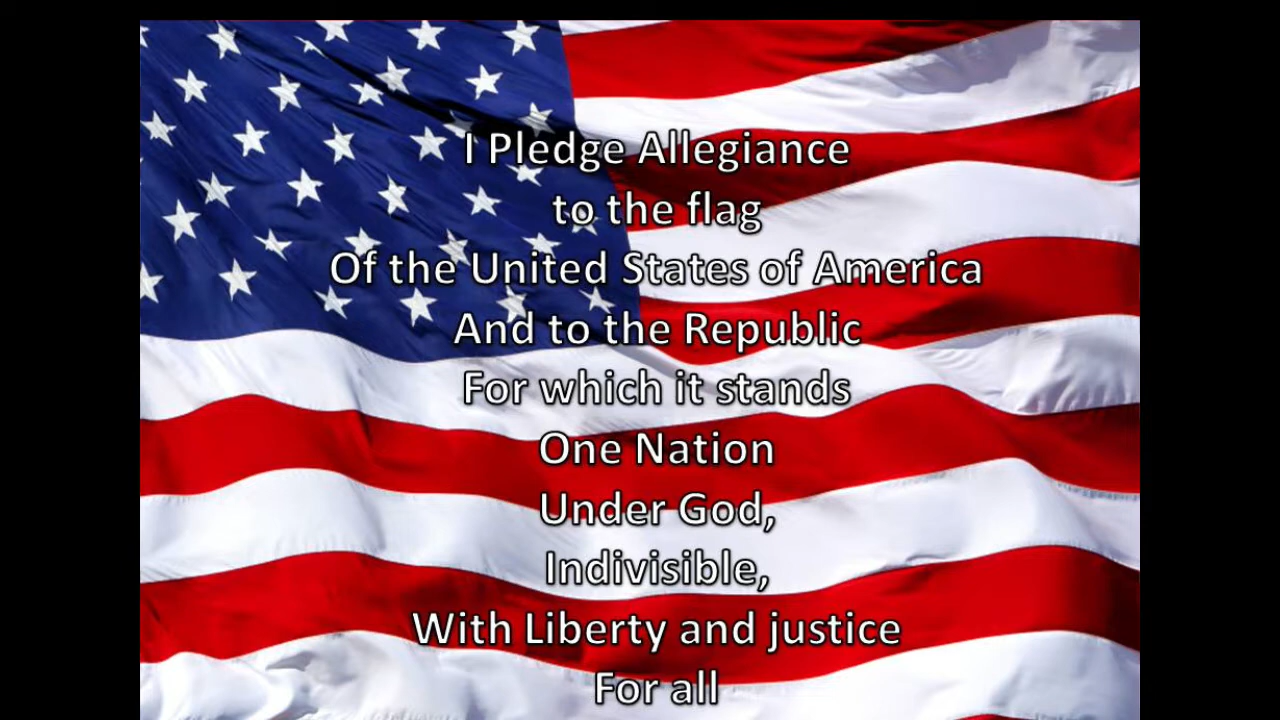 I Pledge Allegiance
to the flag
Of the United States of America
And to the Republic
For which it stands
One Nation
Under God,
Indivisible,
With Liberty and justice
For all